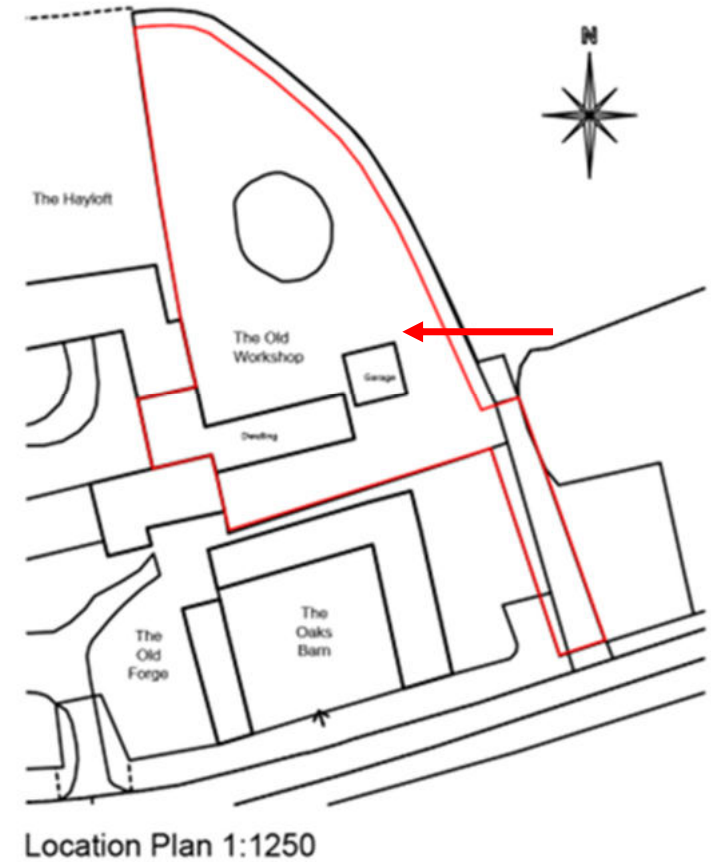 N
The Hayloft
The Old
Workshop
Garage
Dwelling
The
Old
Forge
The
Oaks
Barn
Location Plan 1:1250